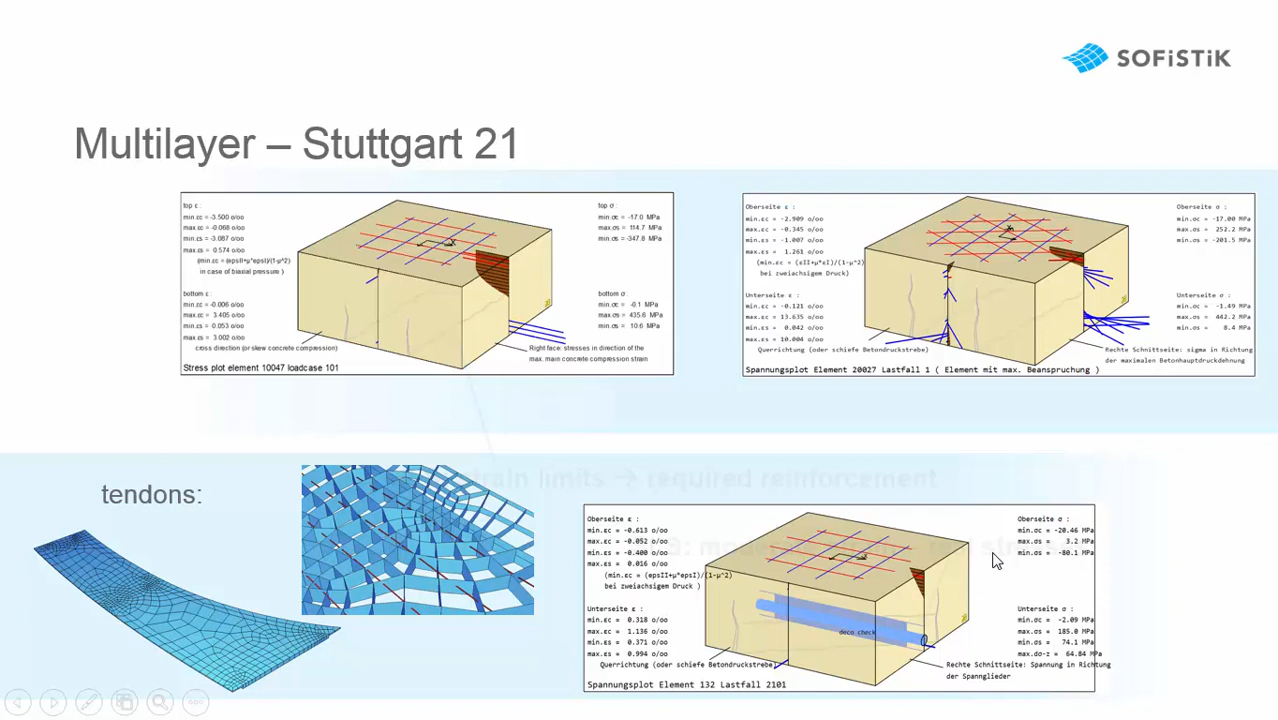 SOFiSTiK
Multilayer – Stuttgart 21
top ε :
min.εc = -3.500 o/oo
max.εc = -0.068 o/oo
min.εs = -3.087 o/oo
max.εs = 0.574 o/oo
(min.εc = (epsII+μ*epsI)/(1-μ^2)
in case of biaxial pressure )
bottom ε :
min.εc = -0.006 o/oo
max.εc = 3.405 o/oo
min.εs = 0.053 o/oo
max.εs = 3.002 o/oo
cross direction (or skew concrete compression)
Stress plot element 10047 loadcase 101
X
top σ :
min.σc = -17.0 MPa
max.σs = 114.7 MPa
min.σs = -347.8 MPa
bottom σ :
min.σc = -0.1 MPa
max.σs = 435.6 MPa
min.σs = 10.6 MPa
Right face: stresses in direction of the
max. main concrete compression strain
Oberseite ε :
min.εc = -2.909 o/oo
max.εc = -0.345 o/oo
min.εs = -1.007 o/oo
max.εs = 1.261 o/oo
(min.εc = (εII+μ*εI)/(1-μ^2)
bei zweiachsigem Druck)
Unterseite ε :
min.εc = -0.121 o/oo
max.εc = 13.635 o/oo
min.εs = 0.042 o/oo
max.εs = 10.004 o/oo
Querrichtung (oder schiefe Betondruckstrebe)
Spannungsplot Element 20027 Lastfall 1 ( Element mit max. Beanspruchung )
Oberseite σ :
min.σc = -17.00 MPa
max.σs = 252.2 MPa
min.σs = -201.5 MPa
Unterseite σ :
min.σc = -1.49 MPa
max.σs = 442.2 MPa
min.σs = 8.4 MPa
Rechte Schnittseite: sigma in Richtung
der maximalen Betonhauptdruckdehnung
strain limits → required reinforcement
tendons:
Oberseite ε :
min.εc = -0.613 o/oo
max.εc = -0.052 o/oo
min.εs = -0.400 o/oo
max.εs = 0.016 o/oo
(min.εc = (epsII+μ*epsI)/(1-μ^2)
bei zweiachsigem Druck )
Unterseite ε :
min.εc = 0.318 o/oo
max.εc = 1.136 o/oo
min.εs = 0.371 o/oo
max.εs = 0.994 o/oo
Querrichtung (oder schiefe Betondruckstrebe)
Spannungsplot Element 132 Lastfall 2101
deco check
Oberseite σ :
min.σc = -20.46 MPa
max.σs = 3.2 MPa
min.σs = -80.1 MPa
Unterseite σ :
min.σc = -2.09 MPa
max.σs = 185.0 MPa
min.σs = 74.1 MPa
max.dσ-z = 64.84 MPa
Rechte Schnittseite: Spannung in Richtung
der Spannglieder